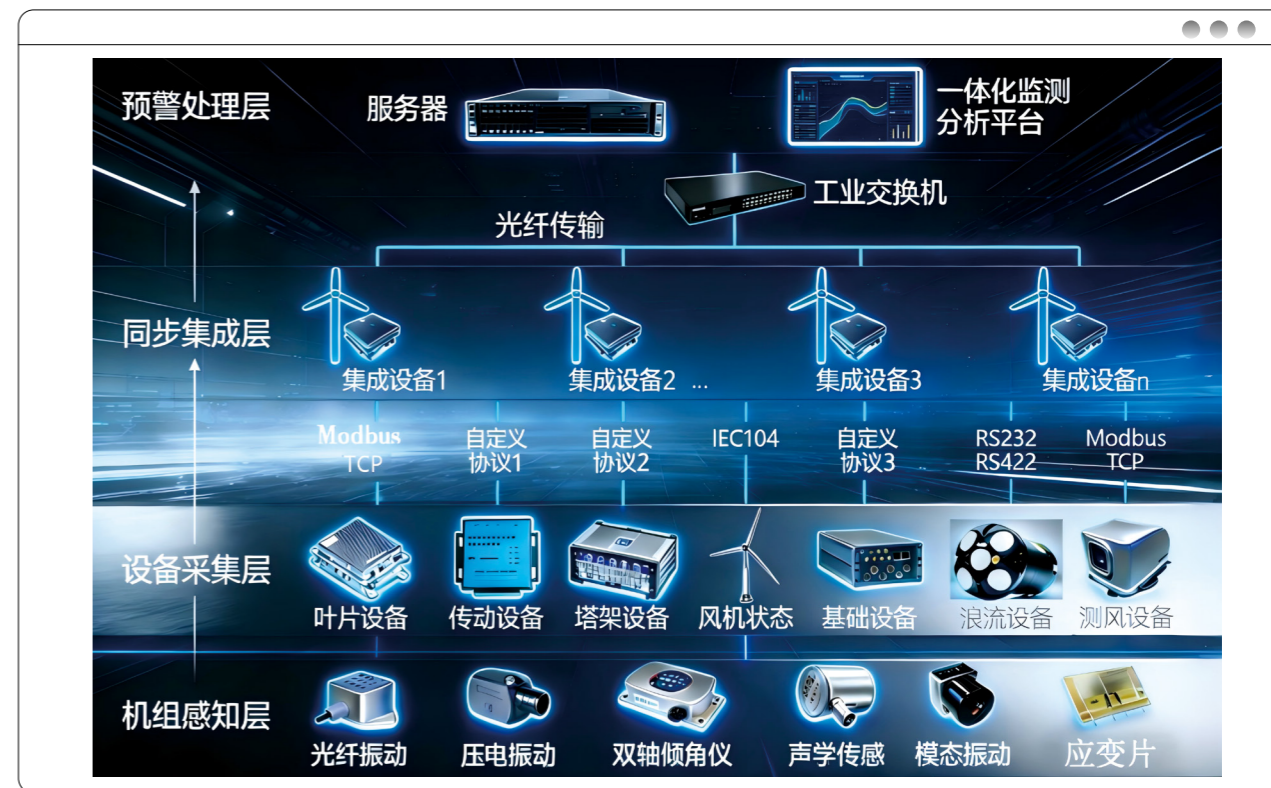 预警处理层
服务器
一体化监测
分析平台
工业交换机
光纤传输
同步集成层
集成设备1
集成设备2 ...
集成设备3
集成设备n
Modbus
TCP
自定义
协议1
自定义
协议2
IEC104
自定义
协议3
RS232
RS422
Modbus
TCP
设备采集层
叶片设备
传动设备
塔架设备
风机状态
基础设备
浪流设备
测风设备
机组感知层
光纤振动
压电振动
双轴倾角仪
声学传感
模态振动
应变片